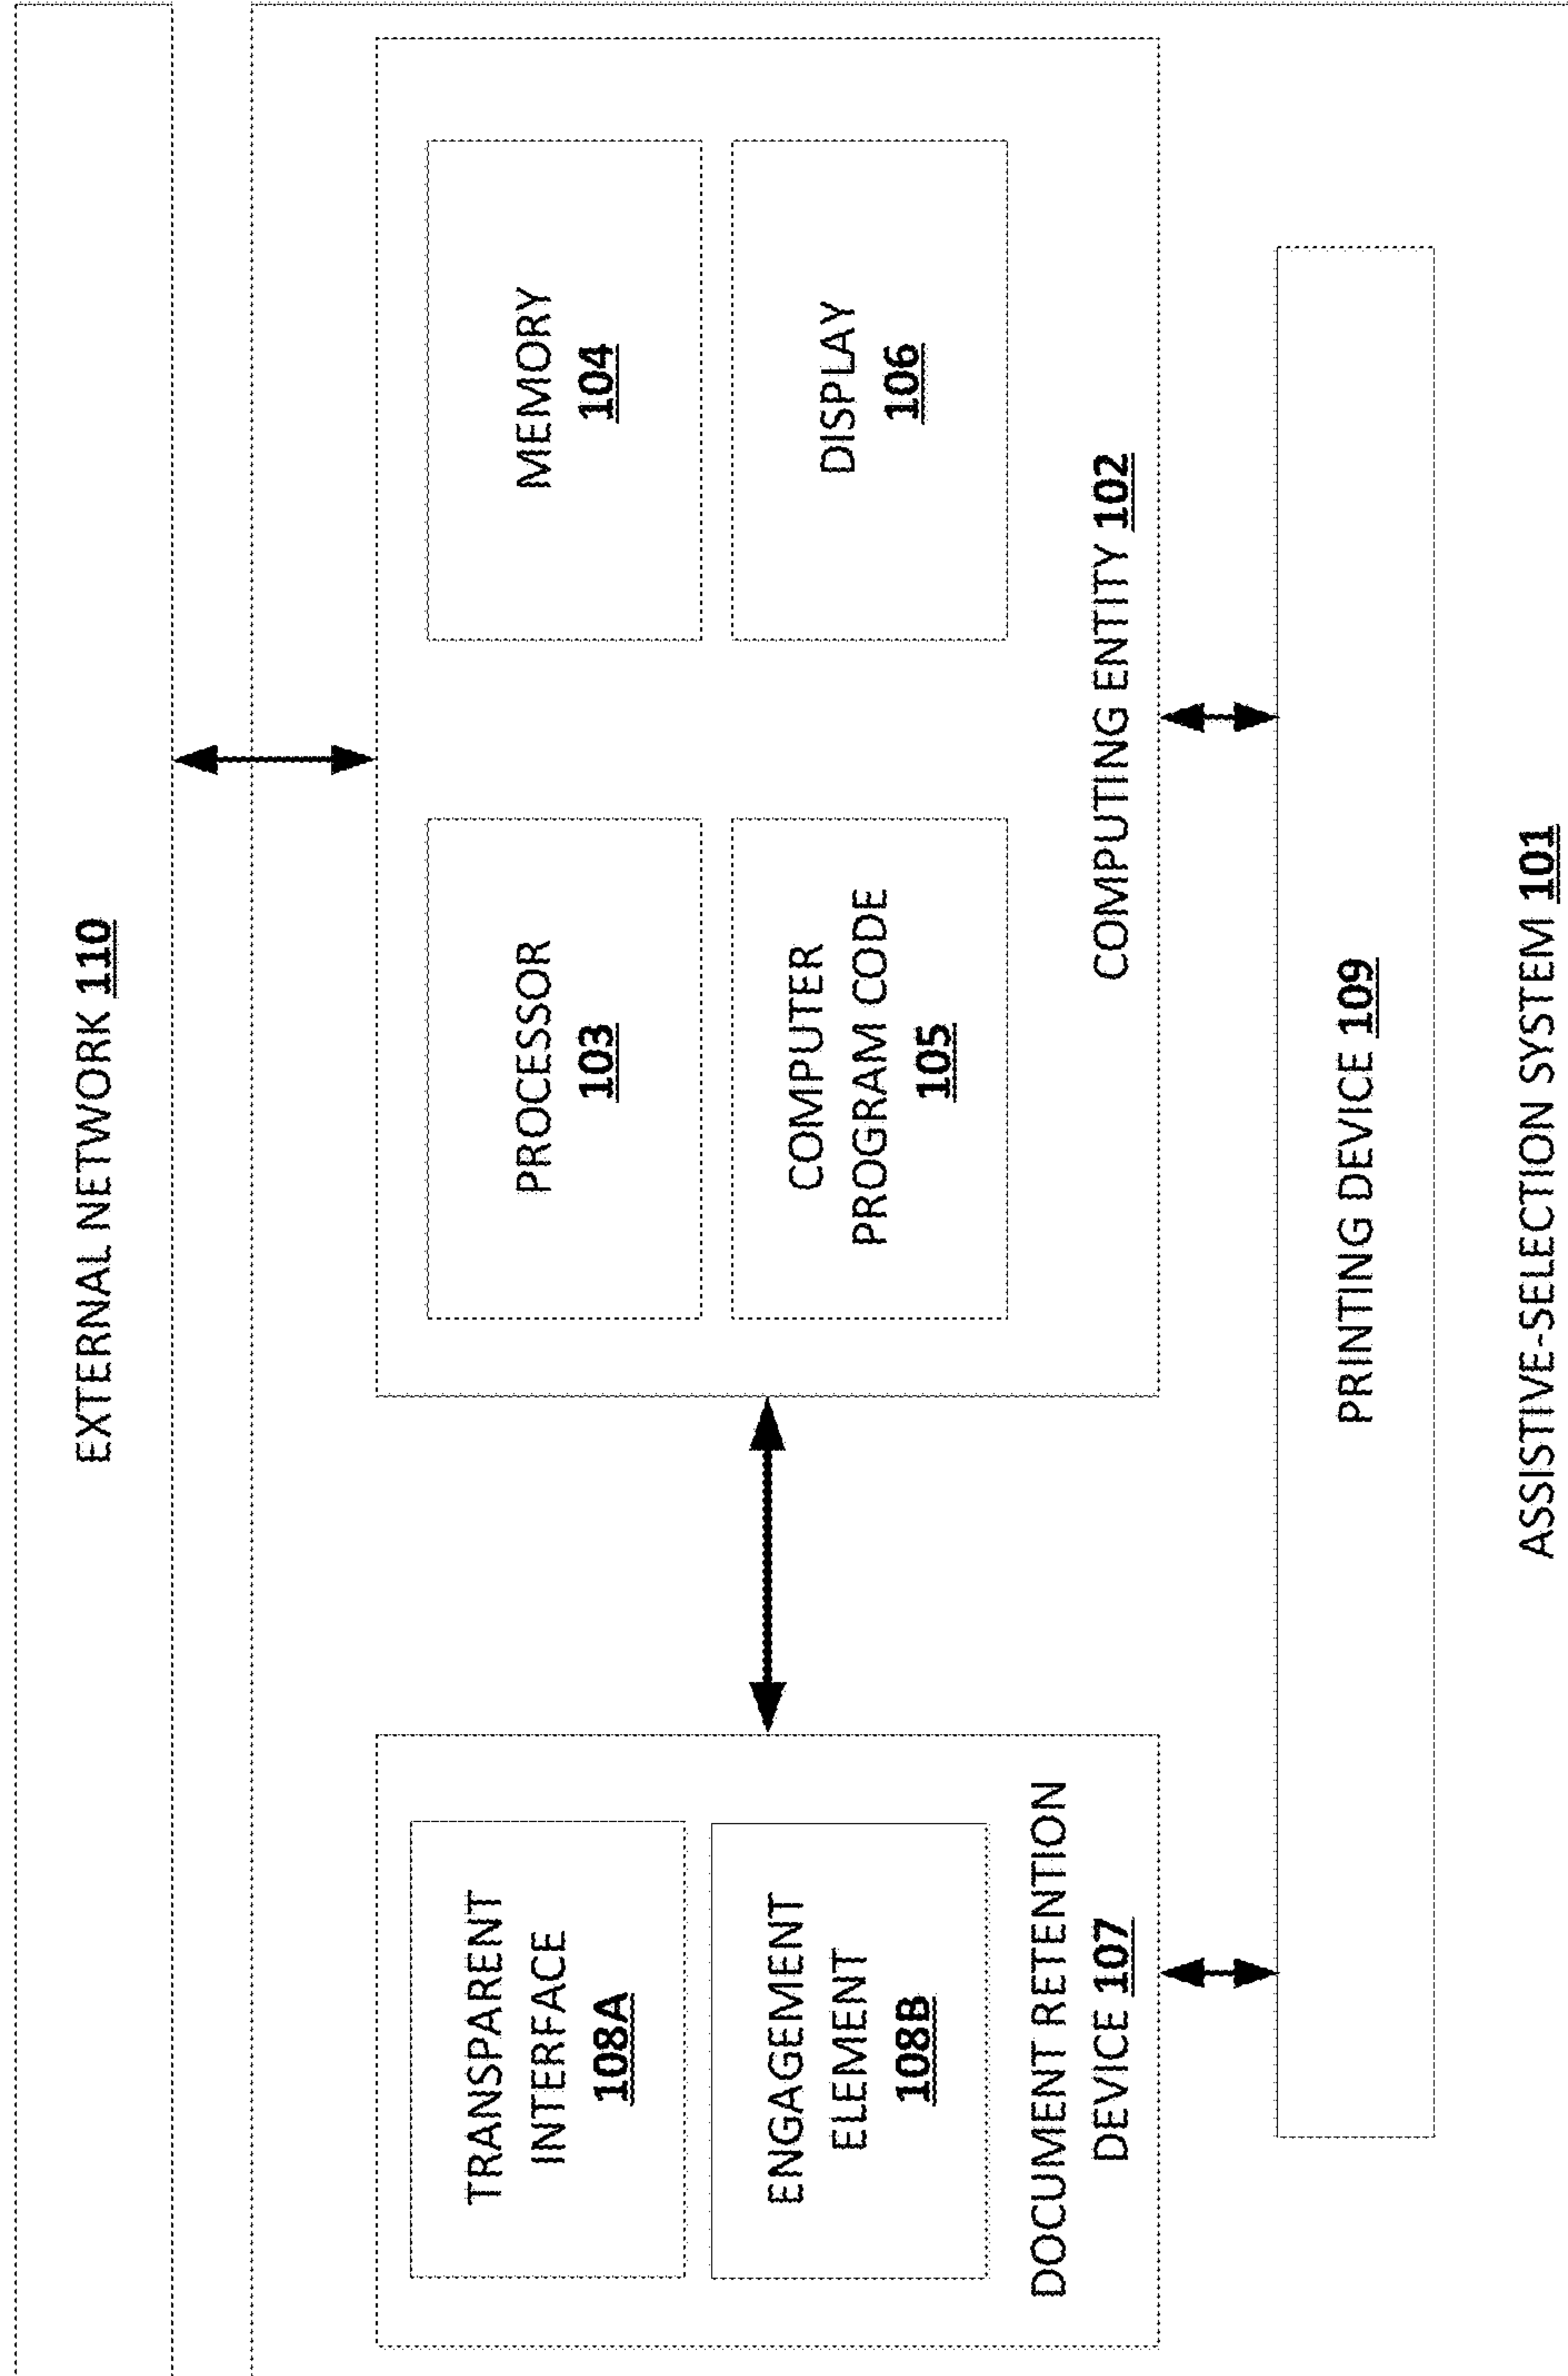 EXTERNAL NETWORK 110
TRANSPARENT
INTERFACE
108A
ENGAGEMENT
ELEMENT
108B
DOCUMENT RETENTION
DEVICE 107
PROCESSOR
103
MEMORY
104
COMPUTER
PROGRAM CODE
105
DISPLAY
106
COMPUTING ENTITY 102
PRINTING DEVICE 109
ASSISTIVE-SELECTION SYSTEM 101